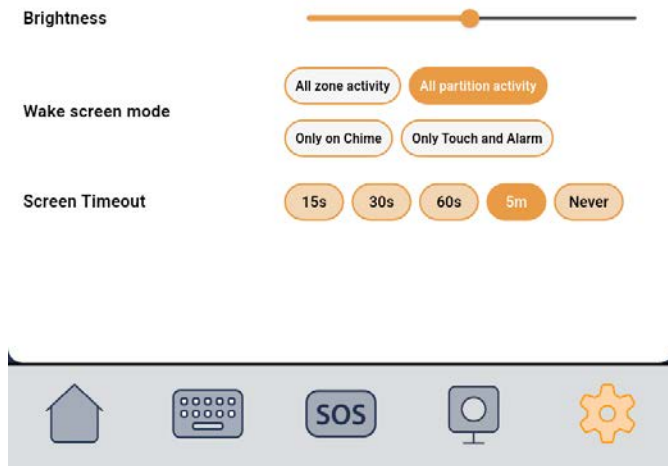 Brightness
All zone activity All partition activity
Wake screen mode
Only on Chime Only Touch and Alarm
Screen Timeout 15s 30s 60s 5m Never
SOS